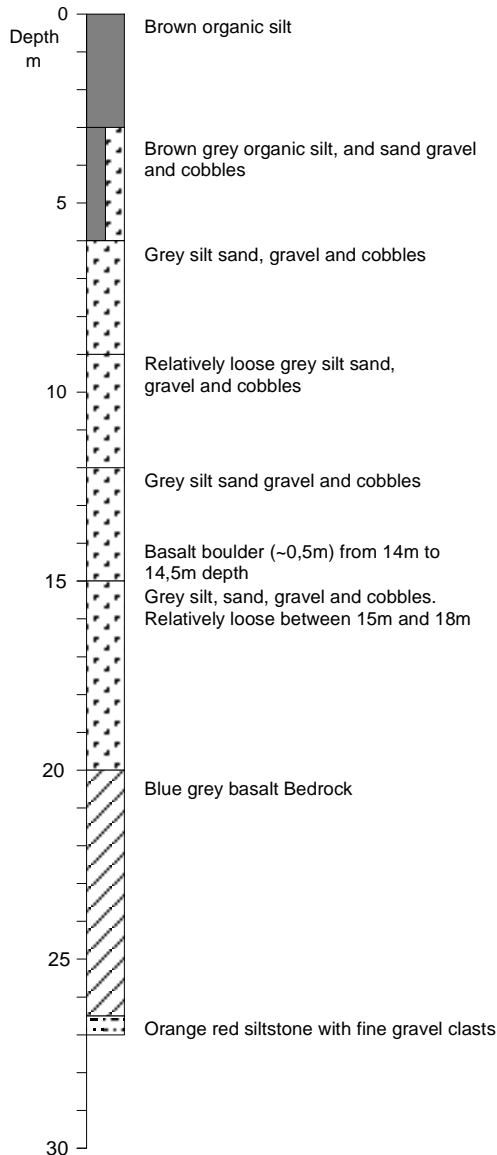 0
Depth
m
Brown organic silt
Brown grey organic silt, and sand gravel
and cobbles
5
Grey silt sand, gravel and cobbles
Relatively loose grey silt sand,
gravel and cobbles
10
Grey silt sand gravel and cobbles
Basalt boulder (~0,5m) from 14m to
14,5m depth
15
Grey silt, sand, gravel and cobbles.
Relatively loose between 15m and 18m
20
Blue grey basalt Bedrock
25
Orange red siltstone with fine gravel clasts
30